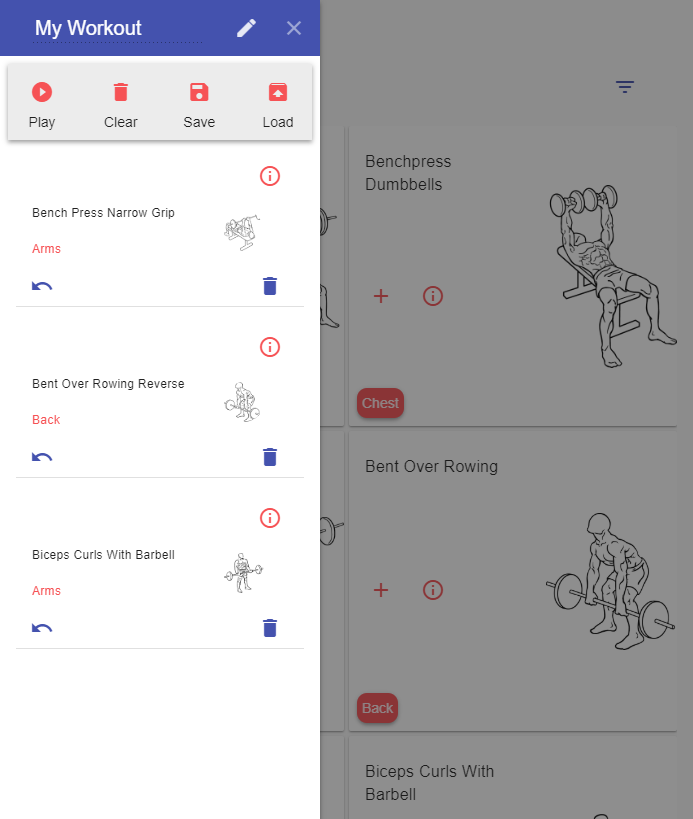 My Workout
Play
Clear
Save
Load
Bench Press Narrow Grip
Arms
Bent Over Rowing Reverse
Back
Biceps Curls With Barbell
Arms
Benchpress
Dumbbells
Chest
Bent Over Rowing
Back
Biceps Curls With
Barbell